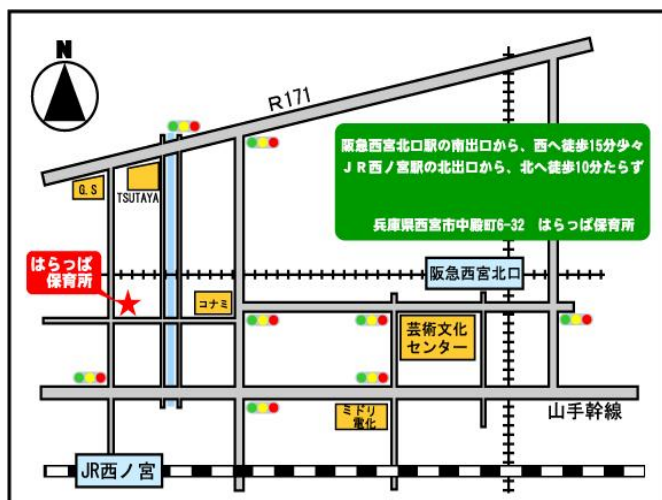 N
R171
阪急西宮北口駅の南出口から、西へ徒歩15分少々
JR西ノ宮駅の北出口から、北へ徒歩10分たらず
兵庫県西宮市中殿町6-32 はらっぱ保育所
G.S
TSUTAYA
はらっぱ
保育所
阪急西宮北口
コナミ
芸術文化
センター
ミドリ
電化
山手幹線
JR西ノ宮